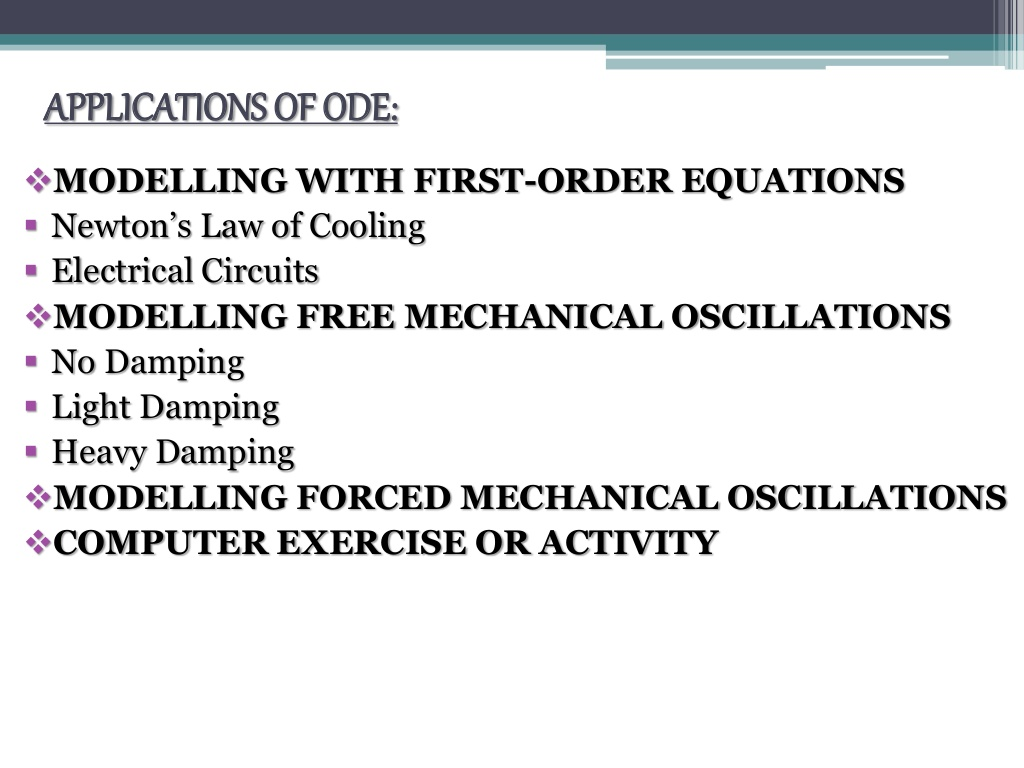 APPLICATIONS OF ODE:
❖MODELLING WITH FIRST-ORDER EQUATIONS
▪ Newton’s Law of Cooling
▪ Electrical Circuits
❖MODELLING FREE MECHANICAL OSCILLATIONS
▪ No Damping
▪ Light Damping
▪ Heavy Damping
❖MODELLING FORCED MECHANICAL OSCILLATIONS
❖COMPUTER EXERCISE OR ACTIVITY